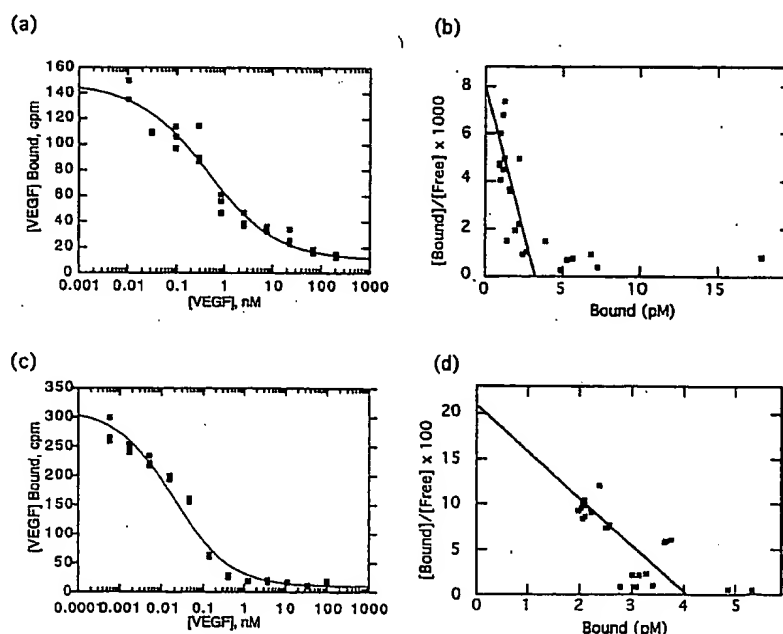 (a)
[VEGF] Bound, cpm
160
140
120
100
80
60
40
20
0
0.001 0.01 0.1 1 10 100 1000
[VEGF], nM
(b)
[Bound]/[Free] x 1000
8
6
4
2
0
0 5 10 15
Bound (pM)
(c)
[VEGF] Bound, cpm
350
300
250
200
150
100
50
0
0.0001 0.001 0.01 0.1 1 10 100 1000
[VEGF], nM
(d)
[Bound]/[Free] x 100
20
15
10
5
0
0 1 2 3 4 5
Bound (pM)